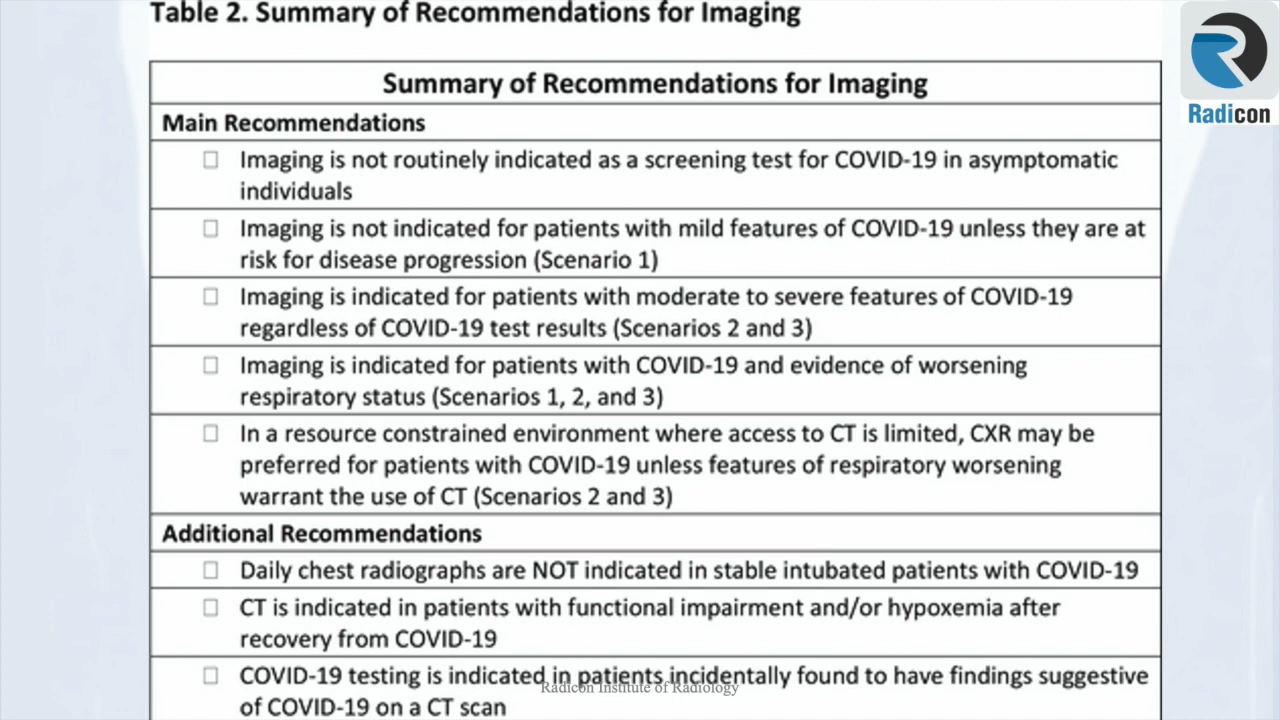 Table 2. Summary of Recommendations for Imaging
Radicon
Summary of Recommendations for Imaging
Main Recommendations
Imaging is not routinely indicated as a screening test for COVID-19 in asymptomatic
individuals
Imaging is not indicated for patients with mild features of COVID-19 unless they are at
risk for disease progression (Scenario 1)
Imaging is indicated for patients with moderate to severe features of COVID-19
regardless of COVID-19 test results (Scenarios 2 and 3)
Imaging is indicated for patients with COVID-19 and evidence of worsening
respiratory status (Scenarios 1, 2, and 3)
In a resource constrained environment where access to CT is limited, CXR may be
preferred for patients with COVID-19 unless features of respiratory worsening
warrant the use of CT (Scenarios 2 and 3)
Additional Recommendations
Daily chest radiographs are NOT indicated in stable intubated patients with COVID-19
CT is indicated in patients with functional impairment and/or hypoxemia after
recovery from COVID-19
COVID-19 testing is indicated in patients incidentally found to have findings suggestive
Radicon Institute of Radiology
of COVID-19 on a CT scan